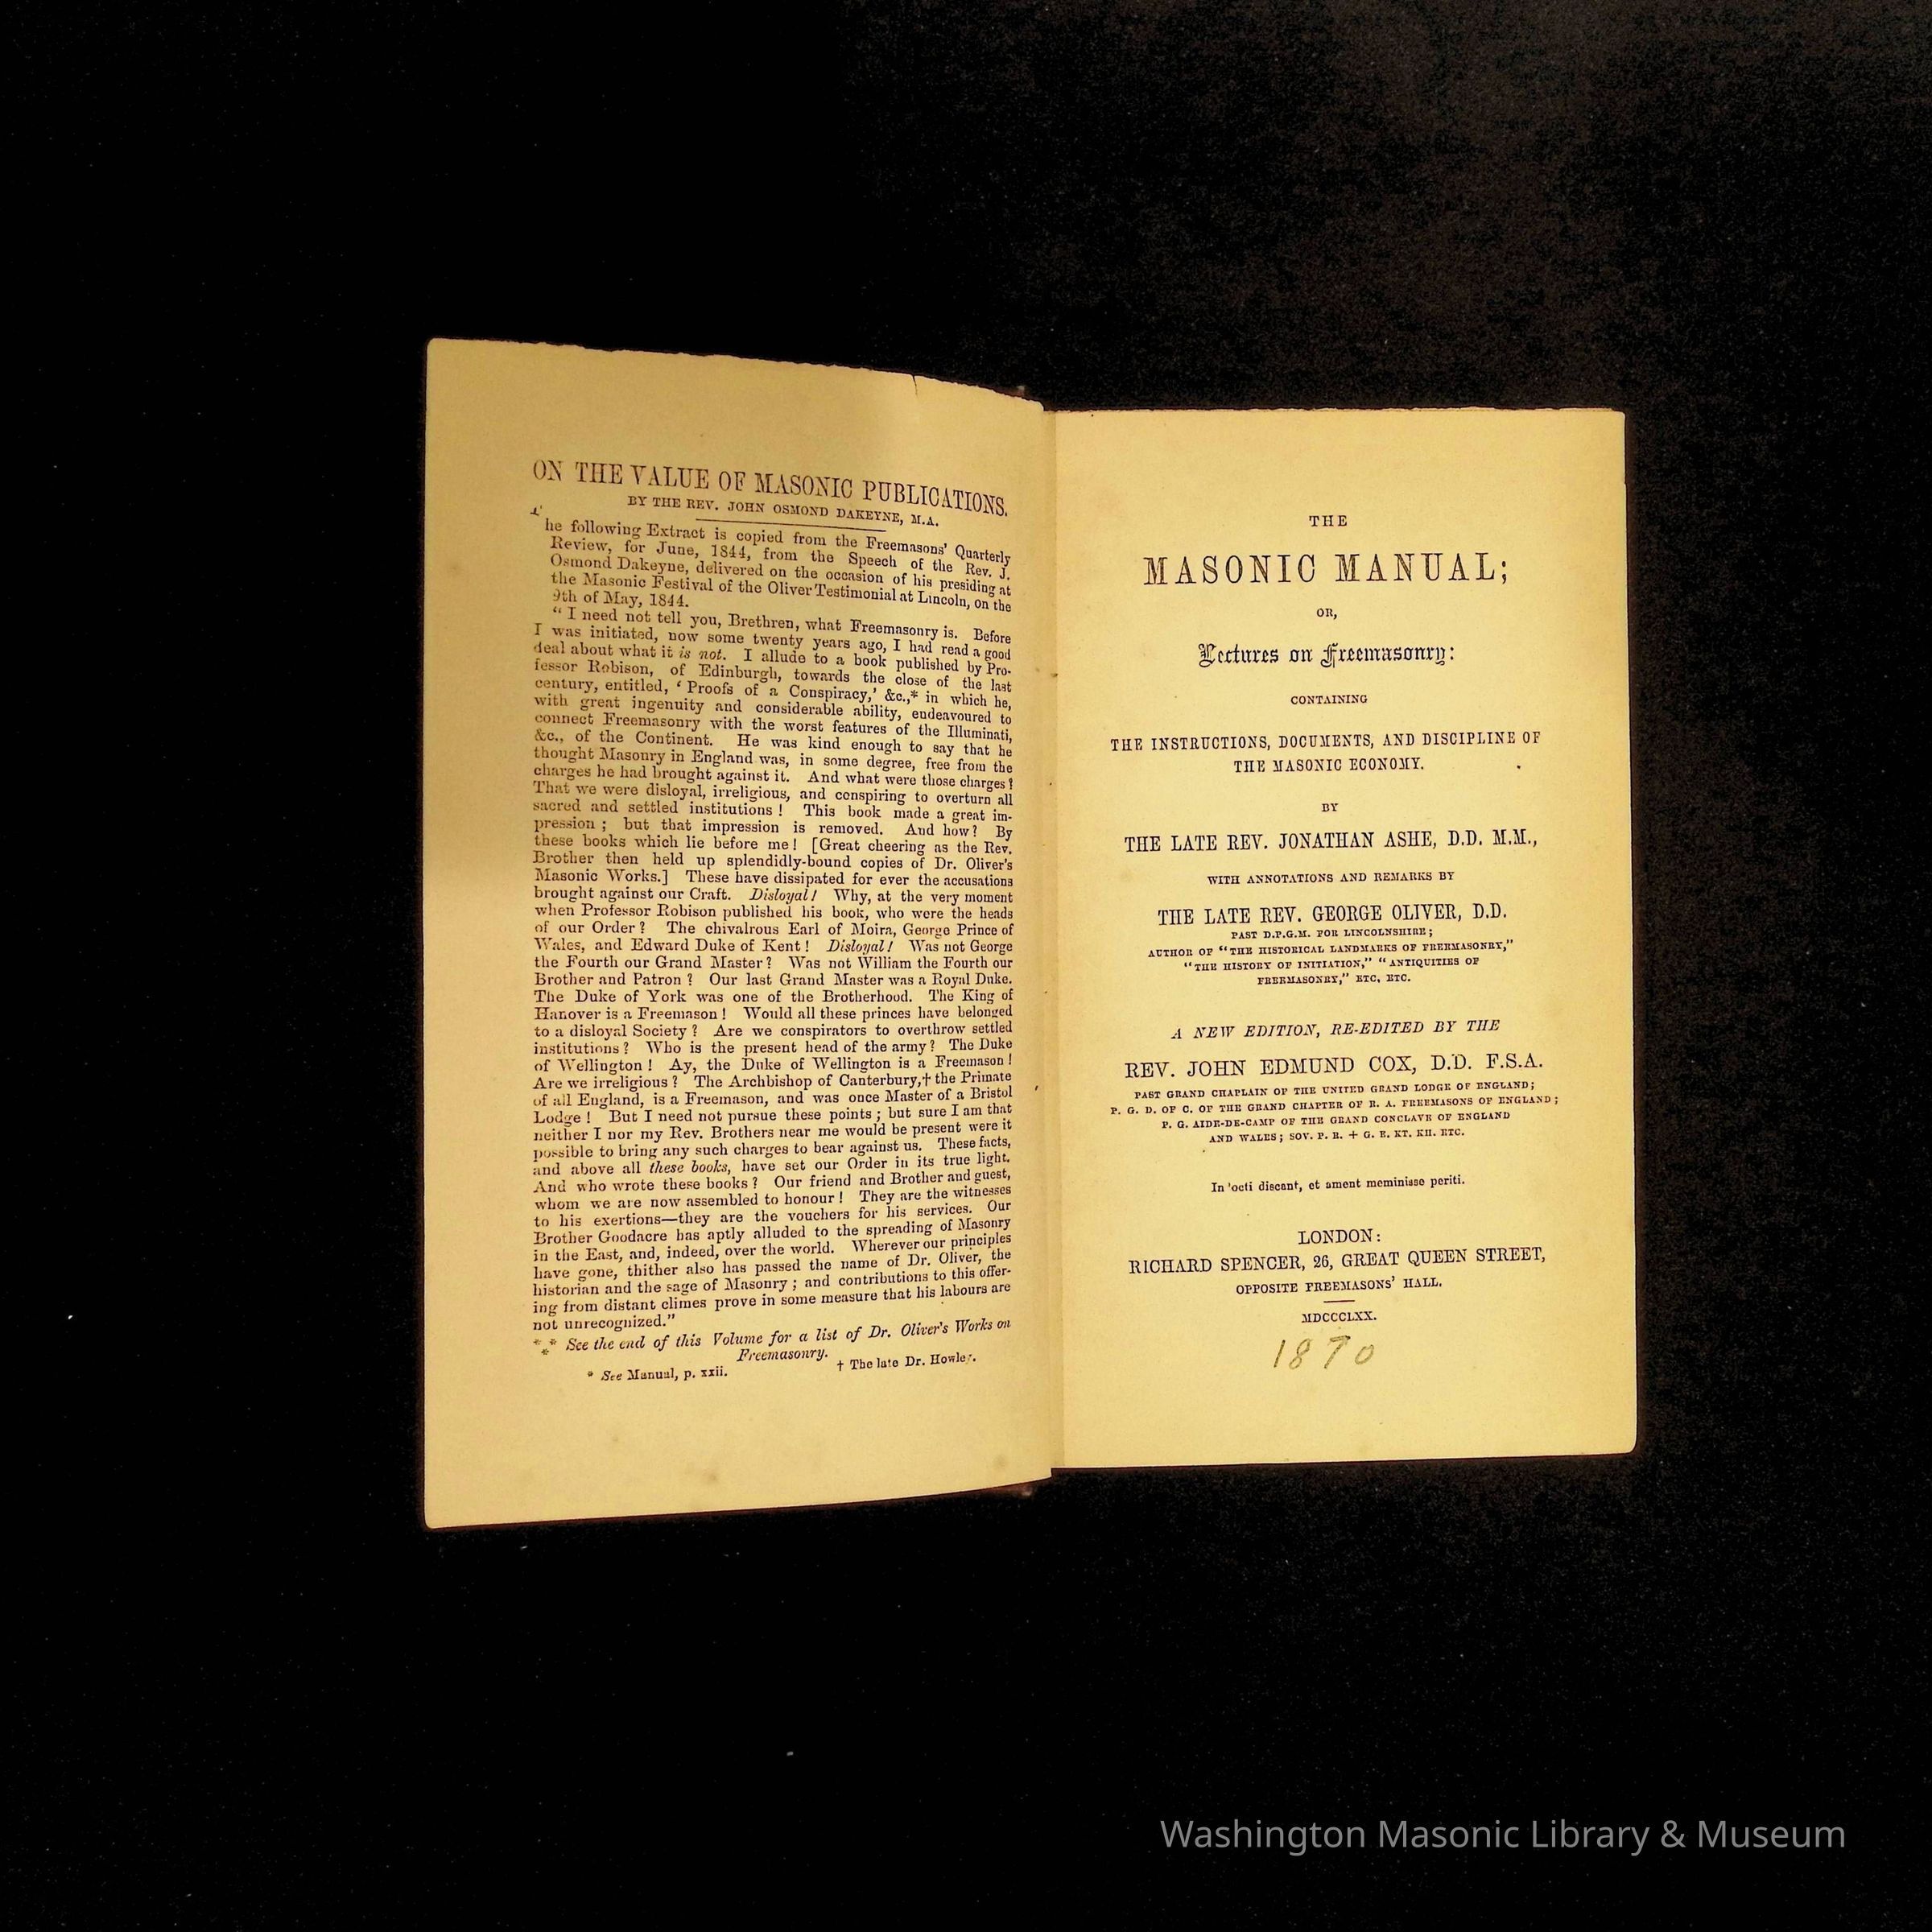 ON THE VALUE OF MASONIC PUBLICATIONS.
BY THE REV. JOHN OSMOND DAKEYNE, M.A.
The following Extract is copied from the Freemasons' Quarterly
Review, for June, 1844, from the Speech of the Rev. J.
Osmond Dakeyne, delivered on the occasion of his presiding at
the Masonic Festival of the Oliver Testimonial at Lincoln, on the
9th of May, 1844.
"I need not tell you, Brethren, what Freemasonry is. Before
I was initiated, now some twenty years ago, I had read a good
deal about what it is not. I allude to a book published by Pro-
fessor Robison, of Edinburgh, towards the close of the last
century, entitled, 'Proofs of a Conspiracy,' &c.,* in which he,
with great ingenuity and considerable ability, endeavoured to
connect Freemasonry with the worst features of the Illuminati,
&c., of the Continent. He was kind enough to say that he
thought Masonry in England was, in some degree, free from the
charges he had brought against it. And what were those charges?
That we were disloyal, irreligious, and conspiring to overturn all
sacred and settled institutions! This book made a great im-
pression; but that impression is removed. And how? By
these books which lie before me! [Great cheering as the Rev.
Brother then held up splendidly-bound copies of Dr. Oliver's
Masonic Works.] These have dissipated for ever the accusations
brought against our Craft. Disloyal! Why, at the very moment
when Professor Robison published his book, who were the heads
of our Order? The chivalrous Earl of Moira, George Prince of
Wales, and Edward Duke of Kent! Disloyal! Was not George
the Fourth our Grand Master? Was not William the Fourth our
Brother and Patron? Our last Grand Master was a Royal Duke.
The Duke of York was one of the Brotherhood. The King of
Hanover is a Freemason! Would all these princes have belonged
to a disloyal Society? Are we conspirators to overthrow settled
institutions? Who is the present head of the army? The Duke
of Wellington! Ay, the Duke of Wellington is a Freemason!
Are we irreligious? The Archbishop of Canterbury,† the Primate
of all England, is a Freemason, and was once Master of a Bristol
Lodge! But I need not pursue these points; but sure I am that
neither I nor my Rev. Brothers near me would be present were it
possible to bring any such charges to bear against us. These facts,
and above all these books, have set our Order in its true light.
And who wrote these books? Our friend and Brother and guest,
whom we are now assembled to honour! They are the witnesses
to his exertions—they are the vouchers for his services. Our
Brother Goodacre has aptly alluded to the spreading of Masonry
in the East, and, indeed, over the world. Wherever our principles
have gone, thither also has passed the name of Dr. Oliver, the
historian and the sage of Masonry; and contributions to this offer-
ing from distant climes prove in some measure that his labours are
not unrecognized."
*** See the end of this Volume for a list of Dr. Oliver's Works on
Freemasonry.
* See Manual, p. xxii. † The late Dr. Howley.
THE
MASONIC MANUAL;
OR,
Lectures on Freemasonry:
CONTAINING
THE INSTRUCTIONS, DOCUMENTS, AND DISCIPLINE OF
THE MASONIC ECONOMY.
BY
THE LATE REV. JONATHAN ASHE, D.D. M.M.,
WITH ANNOTATIONS AND REMARKS BY
THE LATE REV. GEORGE OLIVER, D.D.
PAST D.P.G.M. FOR LINCOLNSHIRE;
AUTHOR OF "THE HISTORICAL LANDMARKS OF FREEMASONRY,"
"THE HISTORY OF INITIATION," "ANTIQUITIES OF
FREEMASONRY," ETC. ETC.
A NEW EDITION, RE-EDITED BY THE
REV. JOHN EDMUND COX, D.D. F.S.A.
PAST GRAND CHAPLAIN OF THE UNITED GRAND LODGE OF ENGLAND;
P. G. D. OF C. OF THE GRAND CHAPTER OF R. A. FREEMASONS OF ENGLAND;
P. G. AIDE-DE-CAMP OF THE GRAND CONCLAVE OF ENGLAND
AND WALES; SOV. P. R. + G. E. KT. KH. ETC.
In'octi discant, et ament meminisse periti.
LONDON:
RICHARD SPENCER, 26, GREAT QUEEN STREET,
OPPOSITE FREEMASONS' HALL.
MDCCCLXX.
1870
Washington Masonic Library & Museum